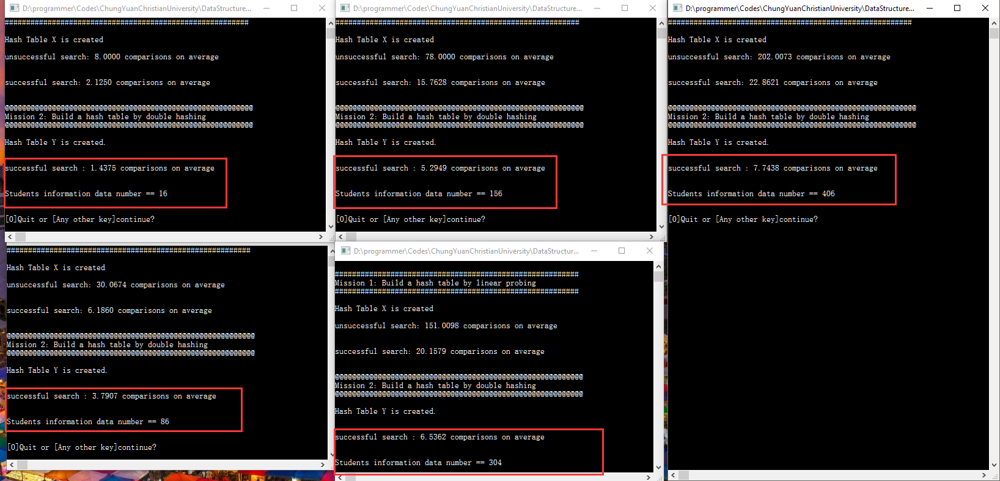 D:\programmer\Codes\ChungYuanChristianUniversity\DataStructure...
##########################################################
Hash Table X is created
unsuccessful search: 8.0000 comparisons on average
successful search: 2.1250 comparisons on average
@@@@@@@@@@@@@@@@@@@@@@@@@@@@@@@@@@@@@@@@@@@@@@@@@@@@@@@@@@
Mission 2: Build a hash table by double hashing
@@@@@@@@@@@@@@@@@@@@@@@@@@@@@@@@@@@@@@@@@@@@@@@@@@@@@@@@@@
Hash Table Y is created.
successful search : 1.4375 comparisons on average
Students information data number == 16
[0]Quit or [Any other key]continue?
D:\programmer\Codes\ChungYuanChristianUniversity\DataStructure...
##########################################################
Hash Table X is created
unsuccessful search: 78.0000 comparisons on average
successful search: 15.7628 comparisons on average
@@@@@@@@@@@@@@@@@@@@@@@@@@@@@@@@@@@@@@@@@@@@@@@@@@@@@@@@@@
Mission 2: Build a hash table by double hashing
@@@@@@@@@@@@@@@@@@@@@@@@@@@@@@@@@@@@@@@@@@@@@@@@@@@@@@@@@@
Hash Table Y is created.
successful search : 5.2949 comparisons on average
Students information data number == 156
[0]Quit or [Any other key]continue?
D:\programmer\Codes\ChungYuanChristianUniversity\DataStructure...
##########################################################
Hash Table X is created
unsuccessful search: 202.0073 comparisons on average
successful search: 22.8621 comparisons on average
@@@@@@@@@@@@@@@@@@@@@@@@@@@@@@@@@@@@@@@@@@@@@@@@@@@@@@@@@@
Mission 2: Build a hash table by double hashing
@@@@@@@@@@@@@@@@@@@@@@@@@@@@@@@@@@@@@@@@@@@@@@@@@@@@@@@@@@
Hash Table Y is created.
successful search : 7.7438 comparisons on average
Students information data number == 406
[0]Quit or [Any other key]continue?
##########################################################
Hash Table X is created
unsuccessful search: 30.0674 comparisons on average
successful search: 6.1860 comparisons on average
@@@@@@@@@@@@@@@@@@@@@@@@@@@@@@@@@@@@@@@@@@@@@@@@@@@@@@@@@@
Mission 2: Build a hash table by double hashing
@@@@@@@@@@@@@@@@@@@@@@@@@@@@@@@@@@@@@@@@@@@@@@@@@@@@@@@@@@
Hash Table Y is created.
successful search : 3.7907 comparisons on average
Students information data number == 86
[0]Quit or [Any other key]continue?
D:\programmer\Codes\ChungYuanChristianUniversity\DataStructure...
##########################################################
Mission 1: Build a hash table by linear probing
##########################################################
Hash Table X is created
unsuccessful search: 151.0098 comparisons on average
successful search: 20.1579 comparisons on average
@@@@@@@@@@@@@@@@@@@@@@@@@@@@@@@@@@@@@@@@@@@@@@@@@@@@@@@@@@
Mission 2: Build a hash table by double hashing
@@@@@@@@@@@@@@@@@@@@@@@@@@@@@@@@@@@@@@@@@@@@@@@@@@@@@@@@@@
Hash Table Y is created.
successful search : 6.5362 comparisons on average
Students information data number == 304